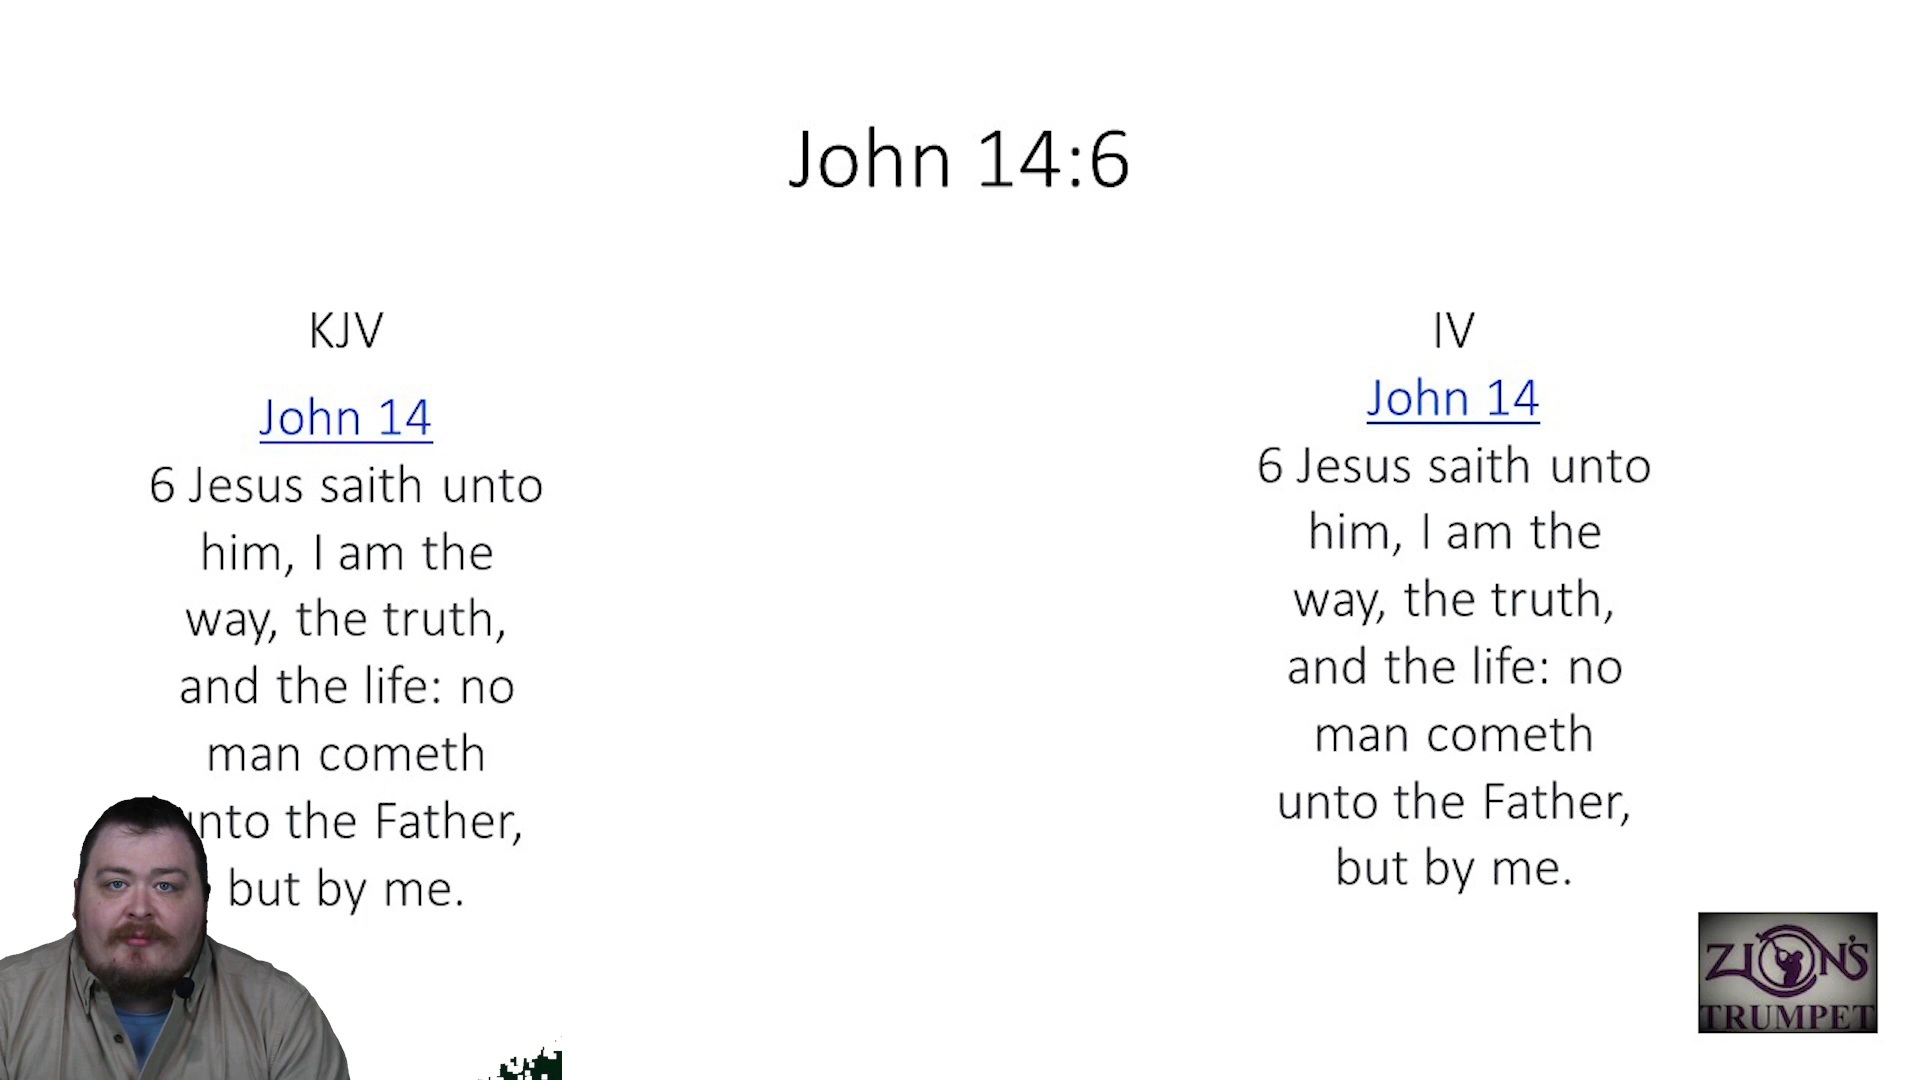 John 14:6
KJV
John 14
6 Jesus saith unto
him, I am the
way, the truth,
and the life: no
man cometh
unto the Father,
but by me.
IV
John 14
6 Jesus saith unto
him, I am the
way, the truth,
and the life: no
man cometh
unto the Father,
but by me.
ZION'S
TRUMPET